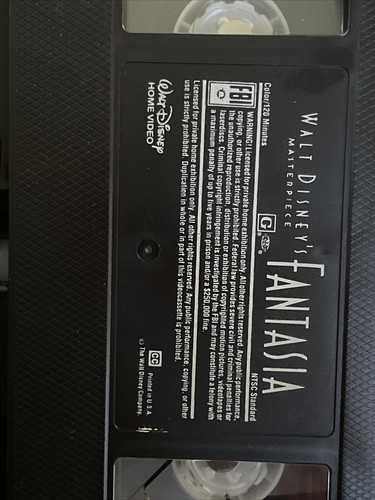 WALT DISNEY'S
MASTERPIECE
FANTASIA
G
Color/120 Minutes
NTSC Standard
FBI
WARNING! Licensed for private home exhibition only. All other rights reserved. Any public performance,
copying, or other use is strictly prohibited. Federal law provides severe civil and criminal penalties for
the unauthorized reproduction, distribution or exhibition of copyrighted motion pictures, videotapes or
laserdiscs. Criminal copyright infringement is investigated by the FBI and may constitute a felony with
a maximum penalty of up to five years in prison and/or a $250,000 fine.
Licensed for private home exhibition only. All other rights reserved. Any public performance, copying, or other
use is strictly prohibited. Duplication in whole or in part of this videocassette is prohibited.
Walt Disney
HOME VIDEO
CC
Printed in U.S.A.
© The Walt Disney Company.